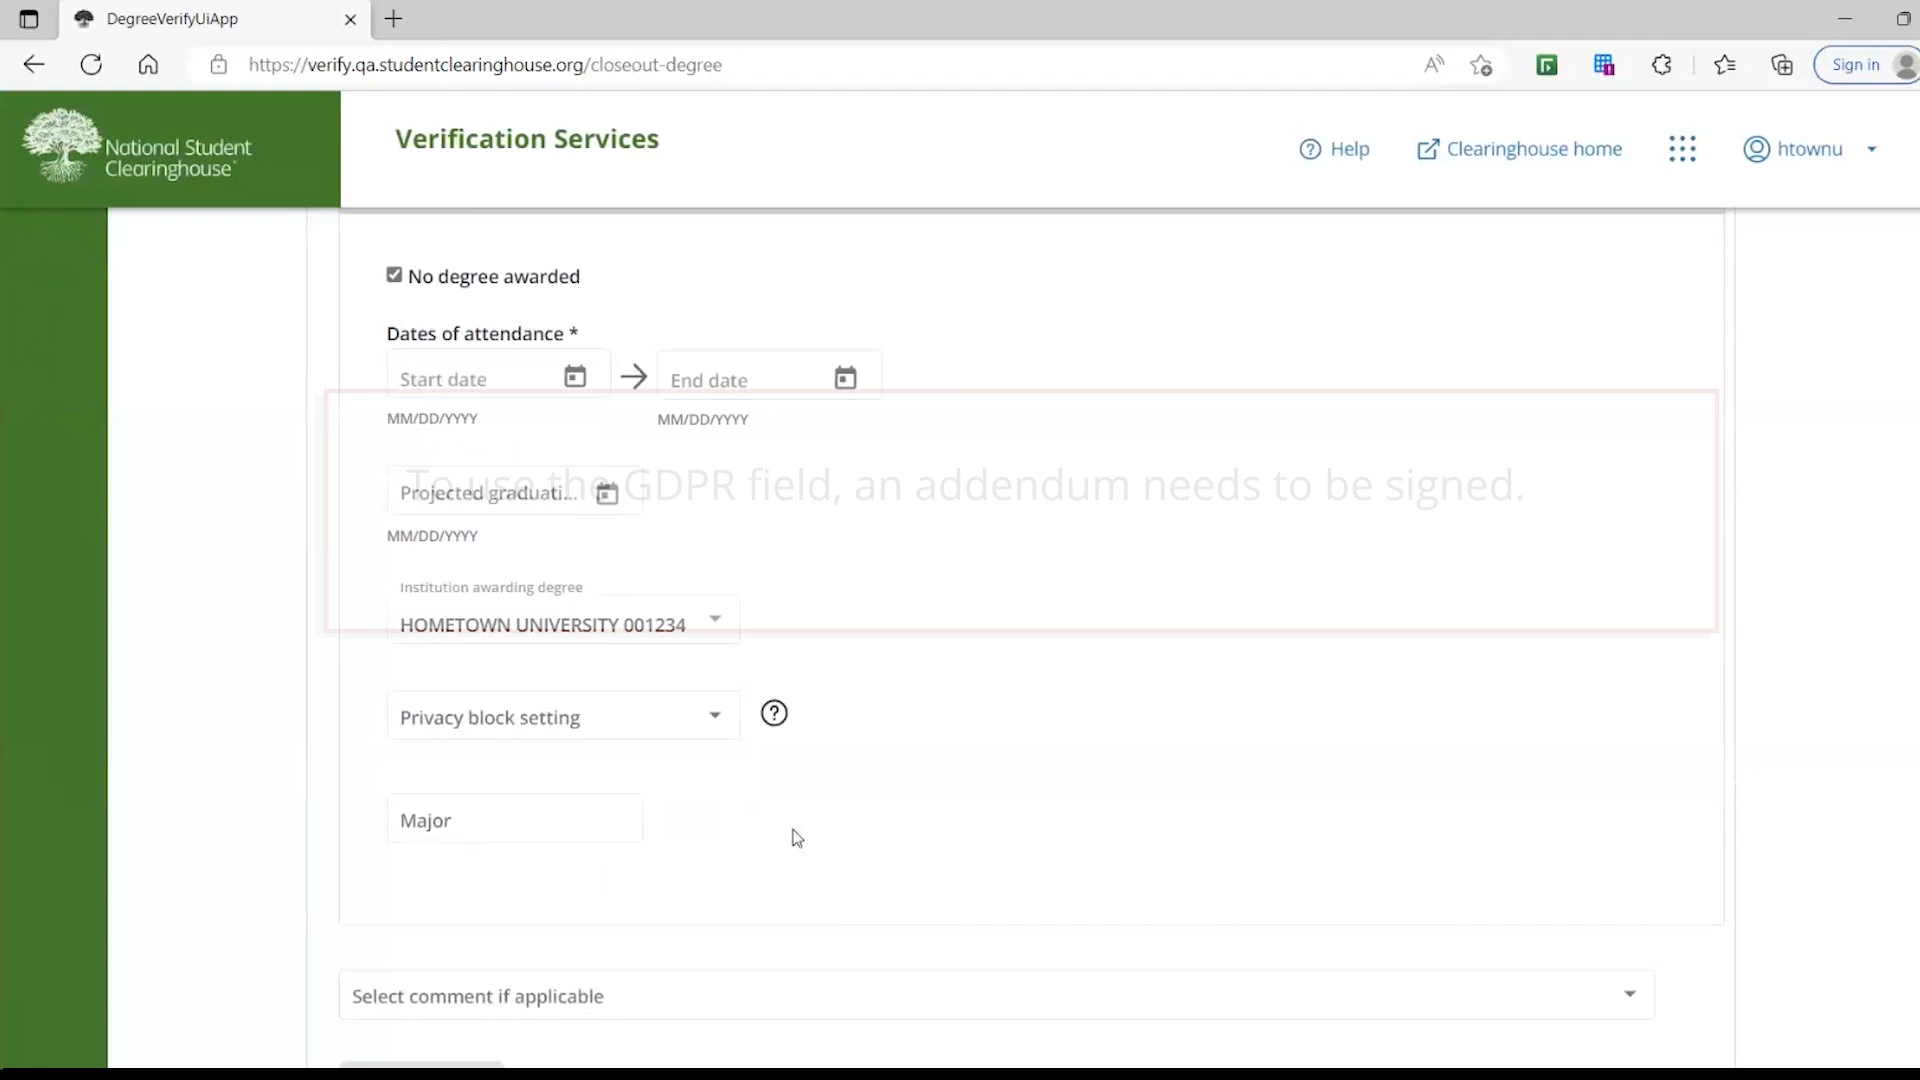 DegreeVerifyUiApp
https://verify.qa.studentclearinghouse.org/closeout-degree
Sign in
National Student
Clearinghouse
Verification Services
Help
Clearinghouse home
htownu
No degree awarded
Dates of attendance *
Start date
End date
MM/DD/YYYY
MM/DD/YYYY
To use the GDPR field, an addendum needs to be signed.
Projected graduati...
MM/DD/YYYY
Institution awarding degree
HOMETOWN UNIVERSITY 001234
Privacy block setting
Major
Select comment if applicable